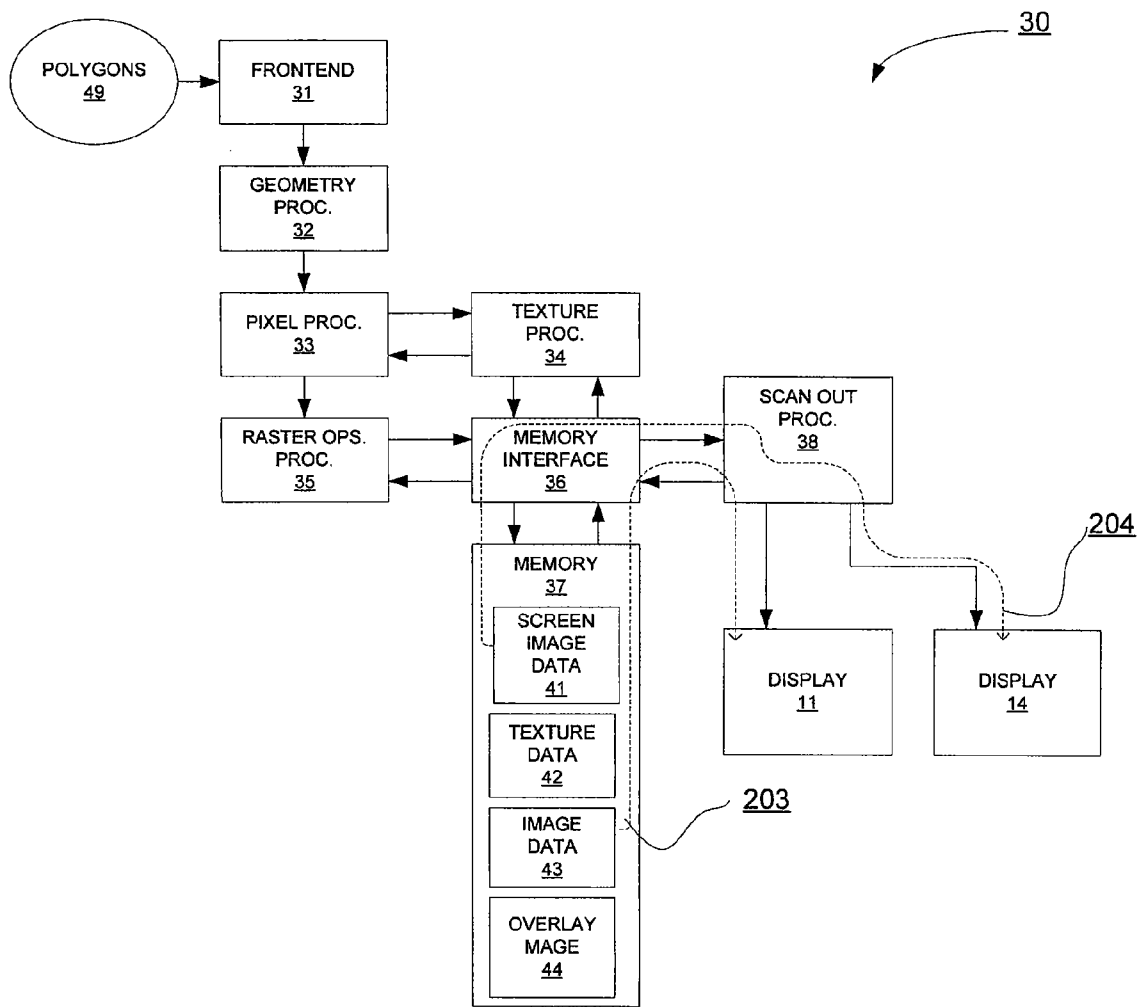 30
POLYGONS
49
FRONTEND
31
GEOMETRY
PROC.
32
PIXEL PROC.
33
TEXTURE
PROC.
34
SCAN OUT
PROC.
38
RASTER OPS.
PROC.
35
MEMORY
INTERFACE
36
204
MEMORY
37
SCREEN
IMAGE
DATA
41
DISPLAY
11
DISPLAY
14
TEXTURE
DATA
42
203
IMAGE
DATA
43
OVERLAY
MAGE
44